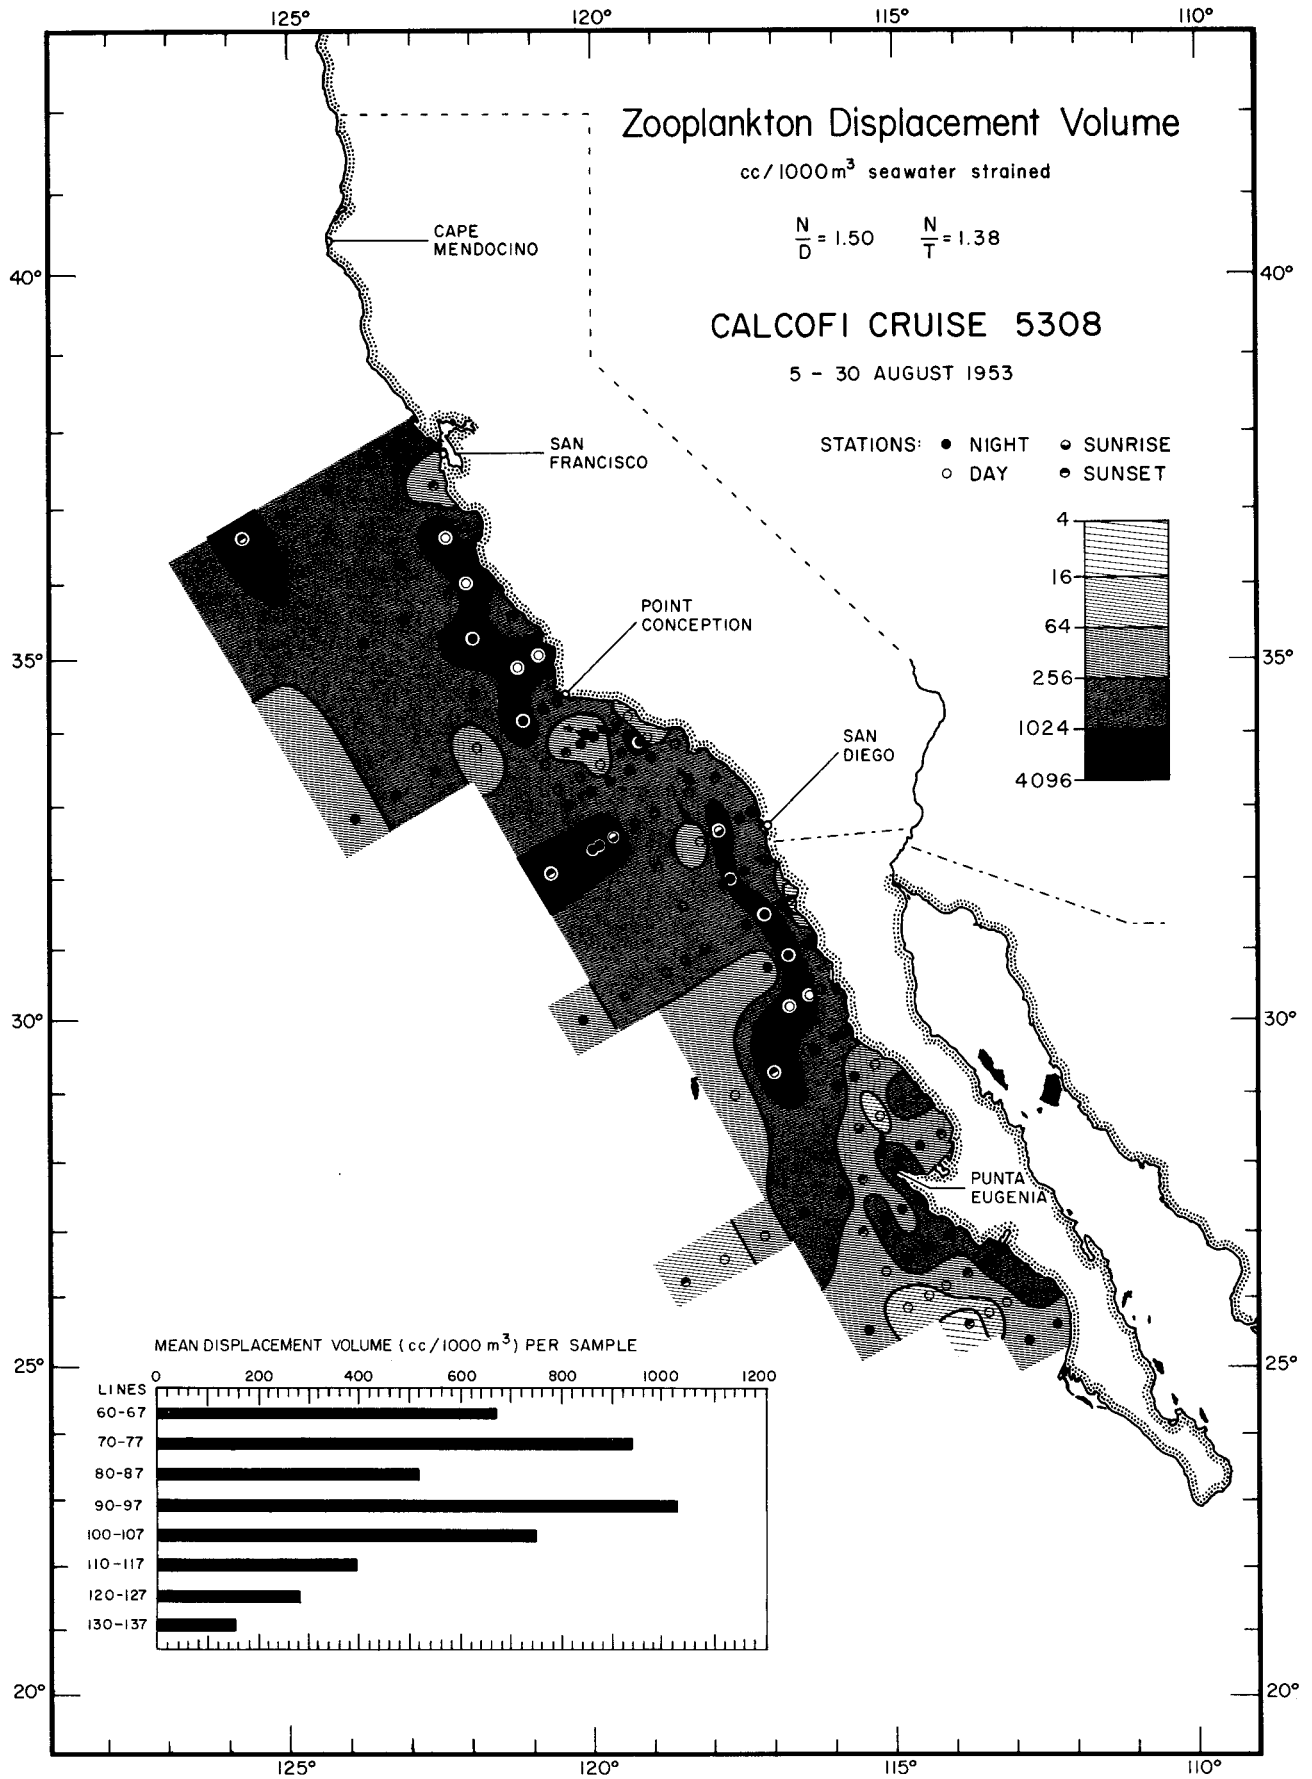 125° 120° 115° 110°
Zooplankton Displacement Volume
cc/1000m³ seawater strained
N/D = 1.50 N/T = 1.38
CAPE
MENDOCINO
40° 40°
CALCOFI CRUISE 5308
5 – 30 AUGUST 1953
STATIONS: ● NIGHT ◒ SUNRISE
○ DAY ◓ SUNSET
SAN
FRANCISCO
4
16
64
256
1024
4096
POINT
CONCEPTION
35° 35°
SAN
DIEGO
30° 30°
PUNTA
EUGENIA
MEAN DISPLACEMENT VOLUME (cc/1000 m³) PER SAMPLE
25° 25°
LINES 0 200 400 600 800 1000 1200
60-67
70-77
80-87
90-97
100-107
110-117
120-127
130-137
20° 20°
125° 120° 115° 110°